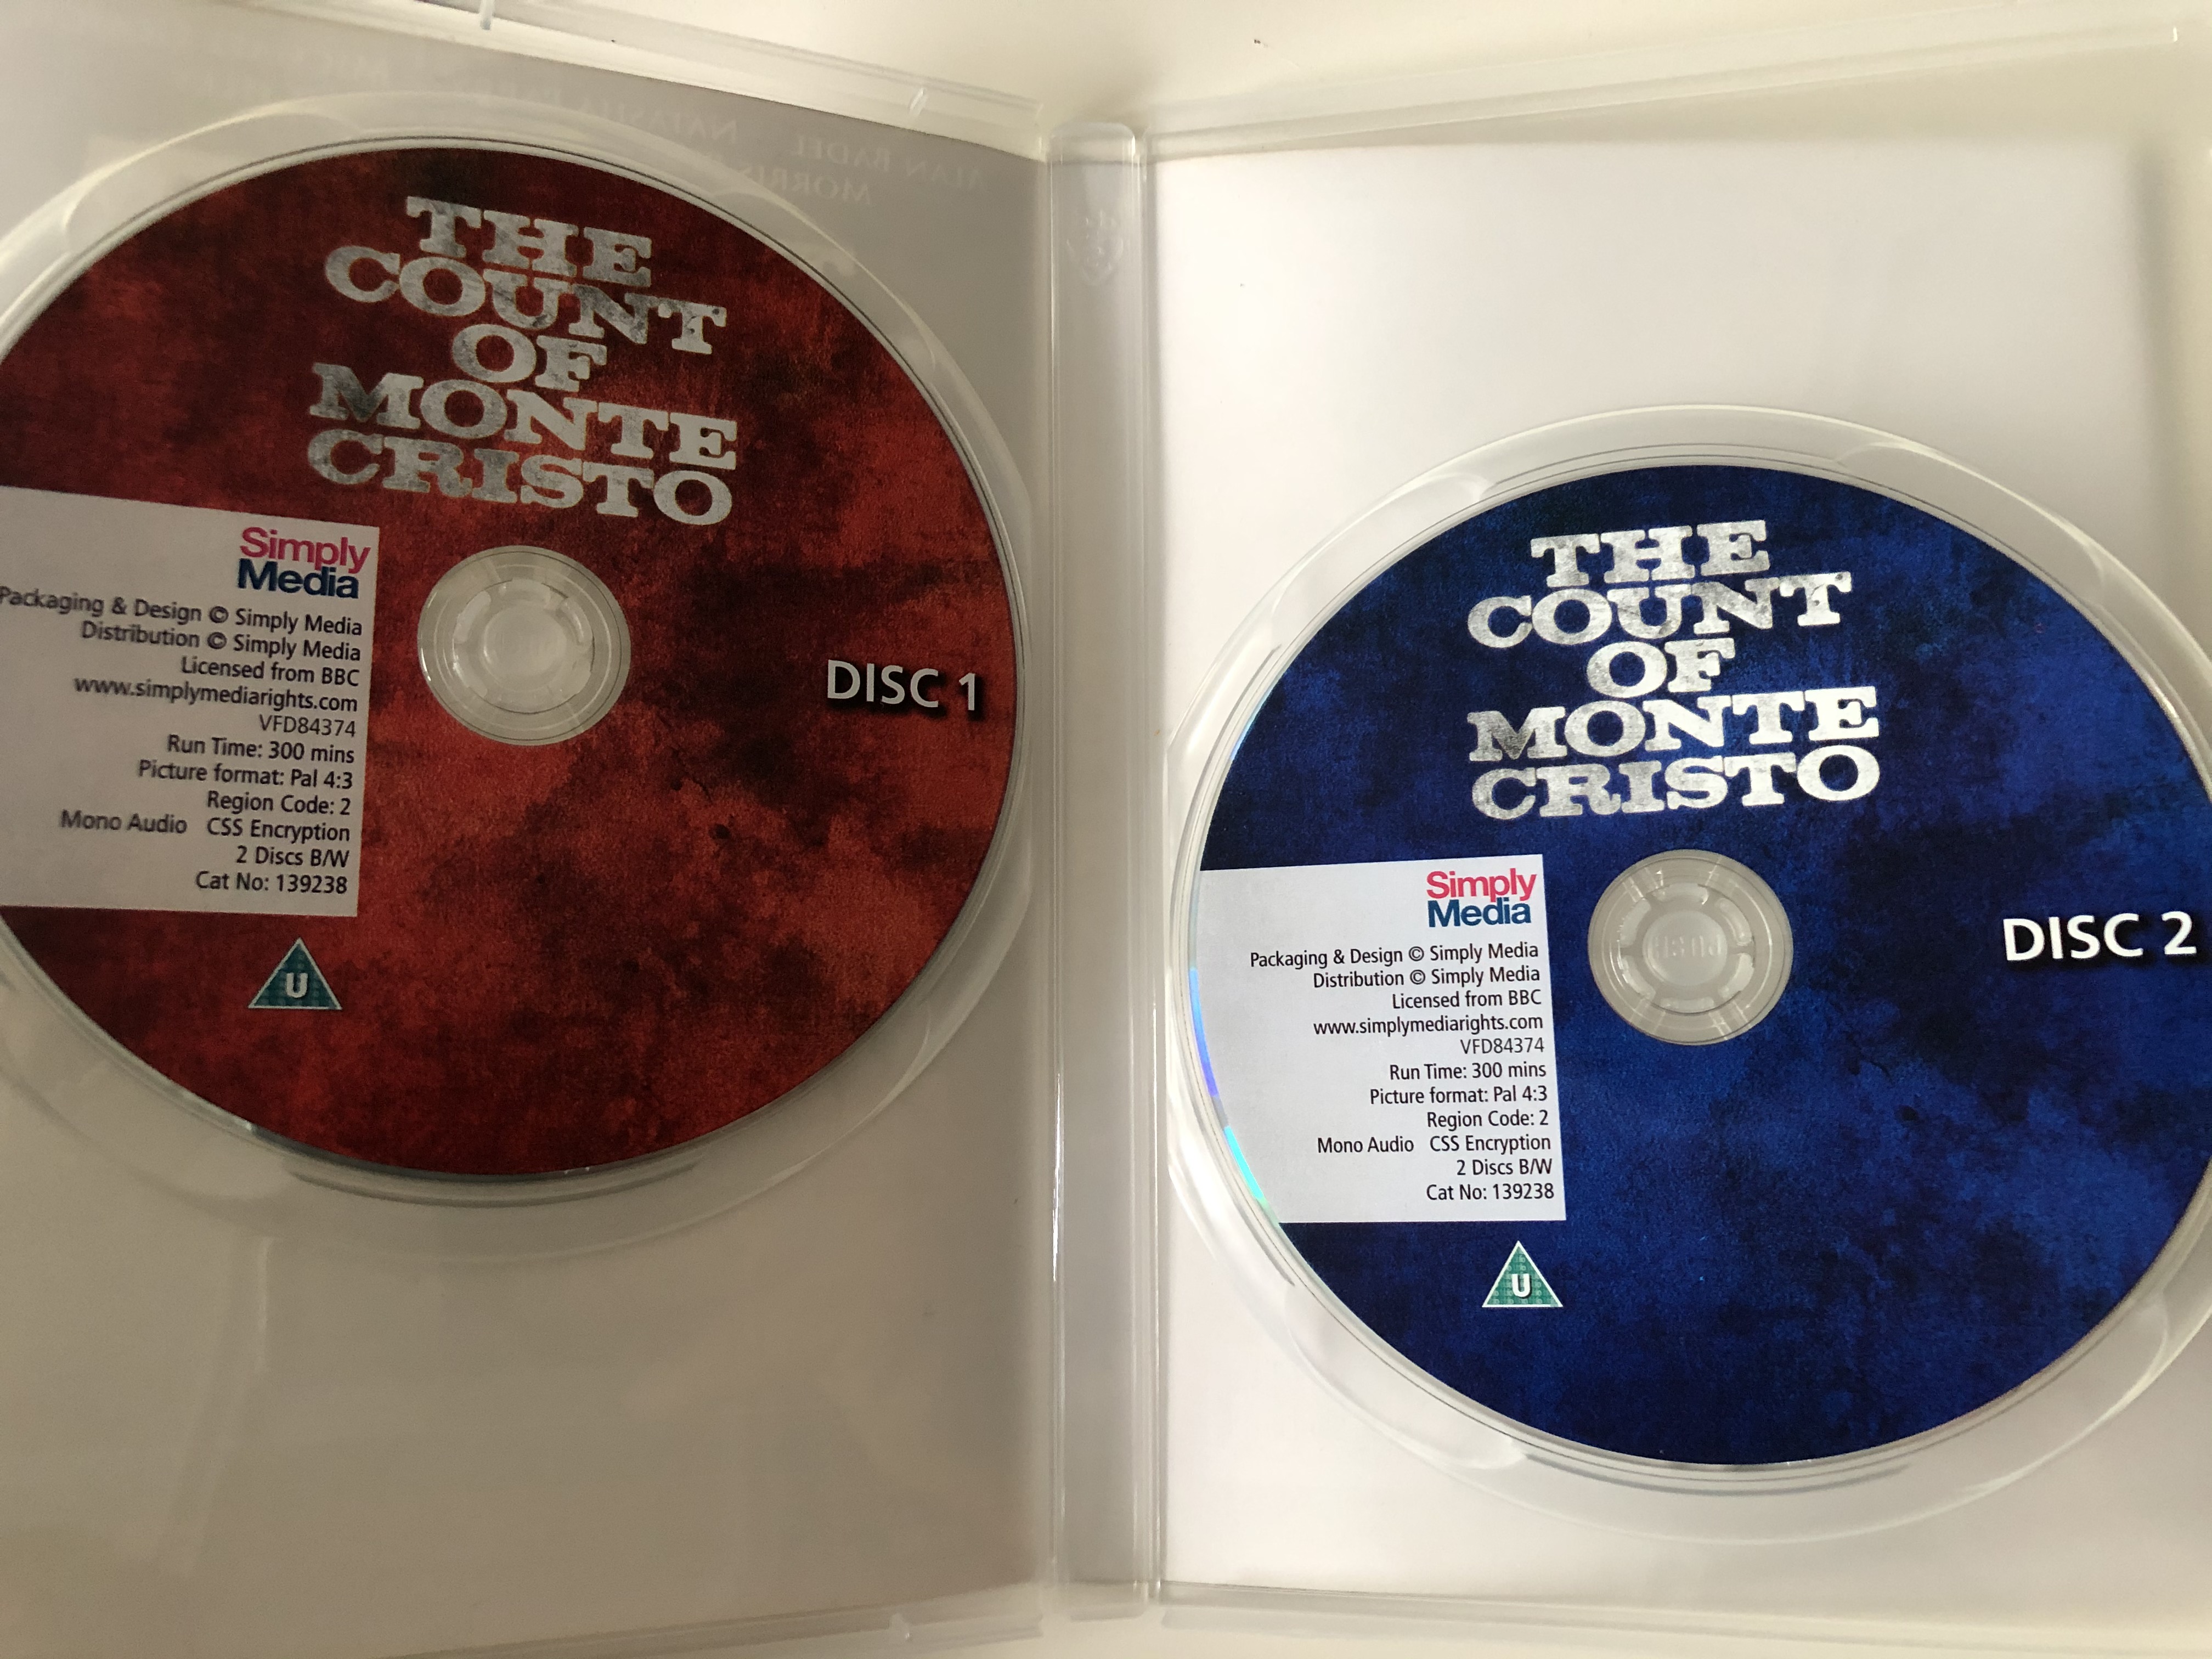 THE
COUNT
OF
MONTE
CRISTO
Simply
Media
Packaging & Design © Simply Media
Distribution © Simply Media
Licensed from BBC
www.simplymediarights.com
VFD84374
Run Time: 300 mins
Picture format: Pal 4:3
Region Code: 2
Mono Audio CSS Encryption
2 Discs B/W
Cat No: 139238
U
DISC 1
ALAN BADEL NATASHA
MORRIS
THE
COUNT
OF
MONTE
CRISTO
Simply
Media
Packaging & Design © Simply Media
Distribution © Simply Media
Licensed from BBC
www.simplymediarights.com
VFD84374
Run Time: 300 mins
Picture format: Pal 4:3
Region Code: 2
Mono Audio CSS Encryption
2 Discs B/W
Cat No: 139238
U
DISC 2